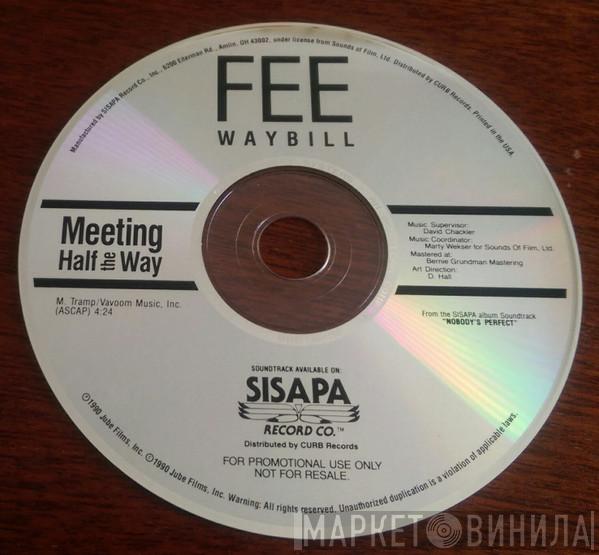 Manufactured by SISAPA Record Co., Inc., 6200 Eiterman Rd., Amlin, OH 43002, under license from Sounds of Film, Ltd. Distributed by CURB Records. Printed in the USA.
FEE
WAYBILL
Meeting
Half the Way
M. Tramp/Vavoom Music, Inc.
(ASCAP) 4:24
Music Supervisor:
David Chackler
Music Coordinator:
Marty Wekser for Sounds Of Film, Ltd.
Mastered at:
Bernie Grundman Mastering
Art Direction:
D. Hall
From the SISAPA album Soundtrack
"NOBODY'S PERFECT"
SOUNDTRACK AVAILABLE ON:
SISAPA
RECORD CO.™
Distributed by CURB Records
FOR PROMOTIONAL USE ONLY
NOT FOR RESALE.
©1990 Jube Films, Inc. ©1990 Jube Films, Inc. Warning: All rights reserved. Unauthorized duplication is a violation of applicable laws.
МАРКЕТ ВИНИЛА